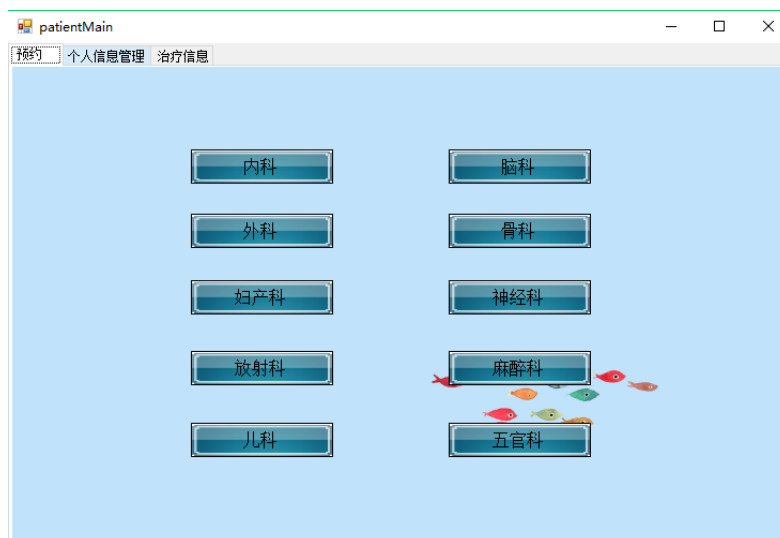 patientMain
预约 个人信息管理 治疗信息
内科 脑科
外科 骨科
妇产科 神经科
放射科 麻醉科
儿科 五官科